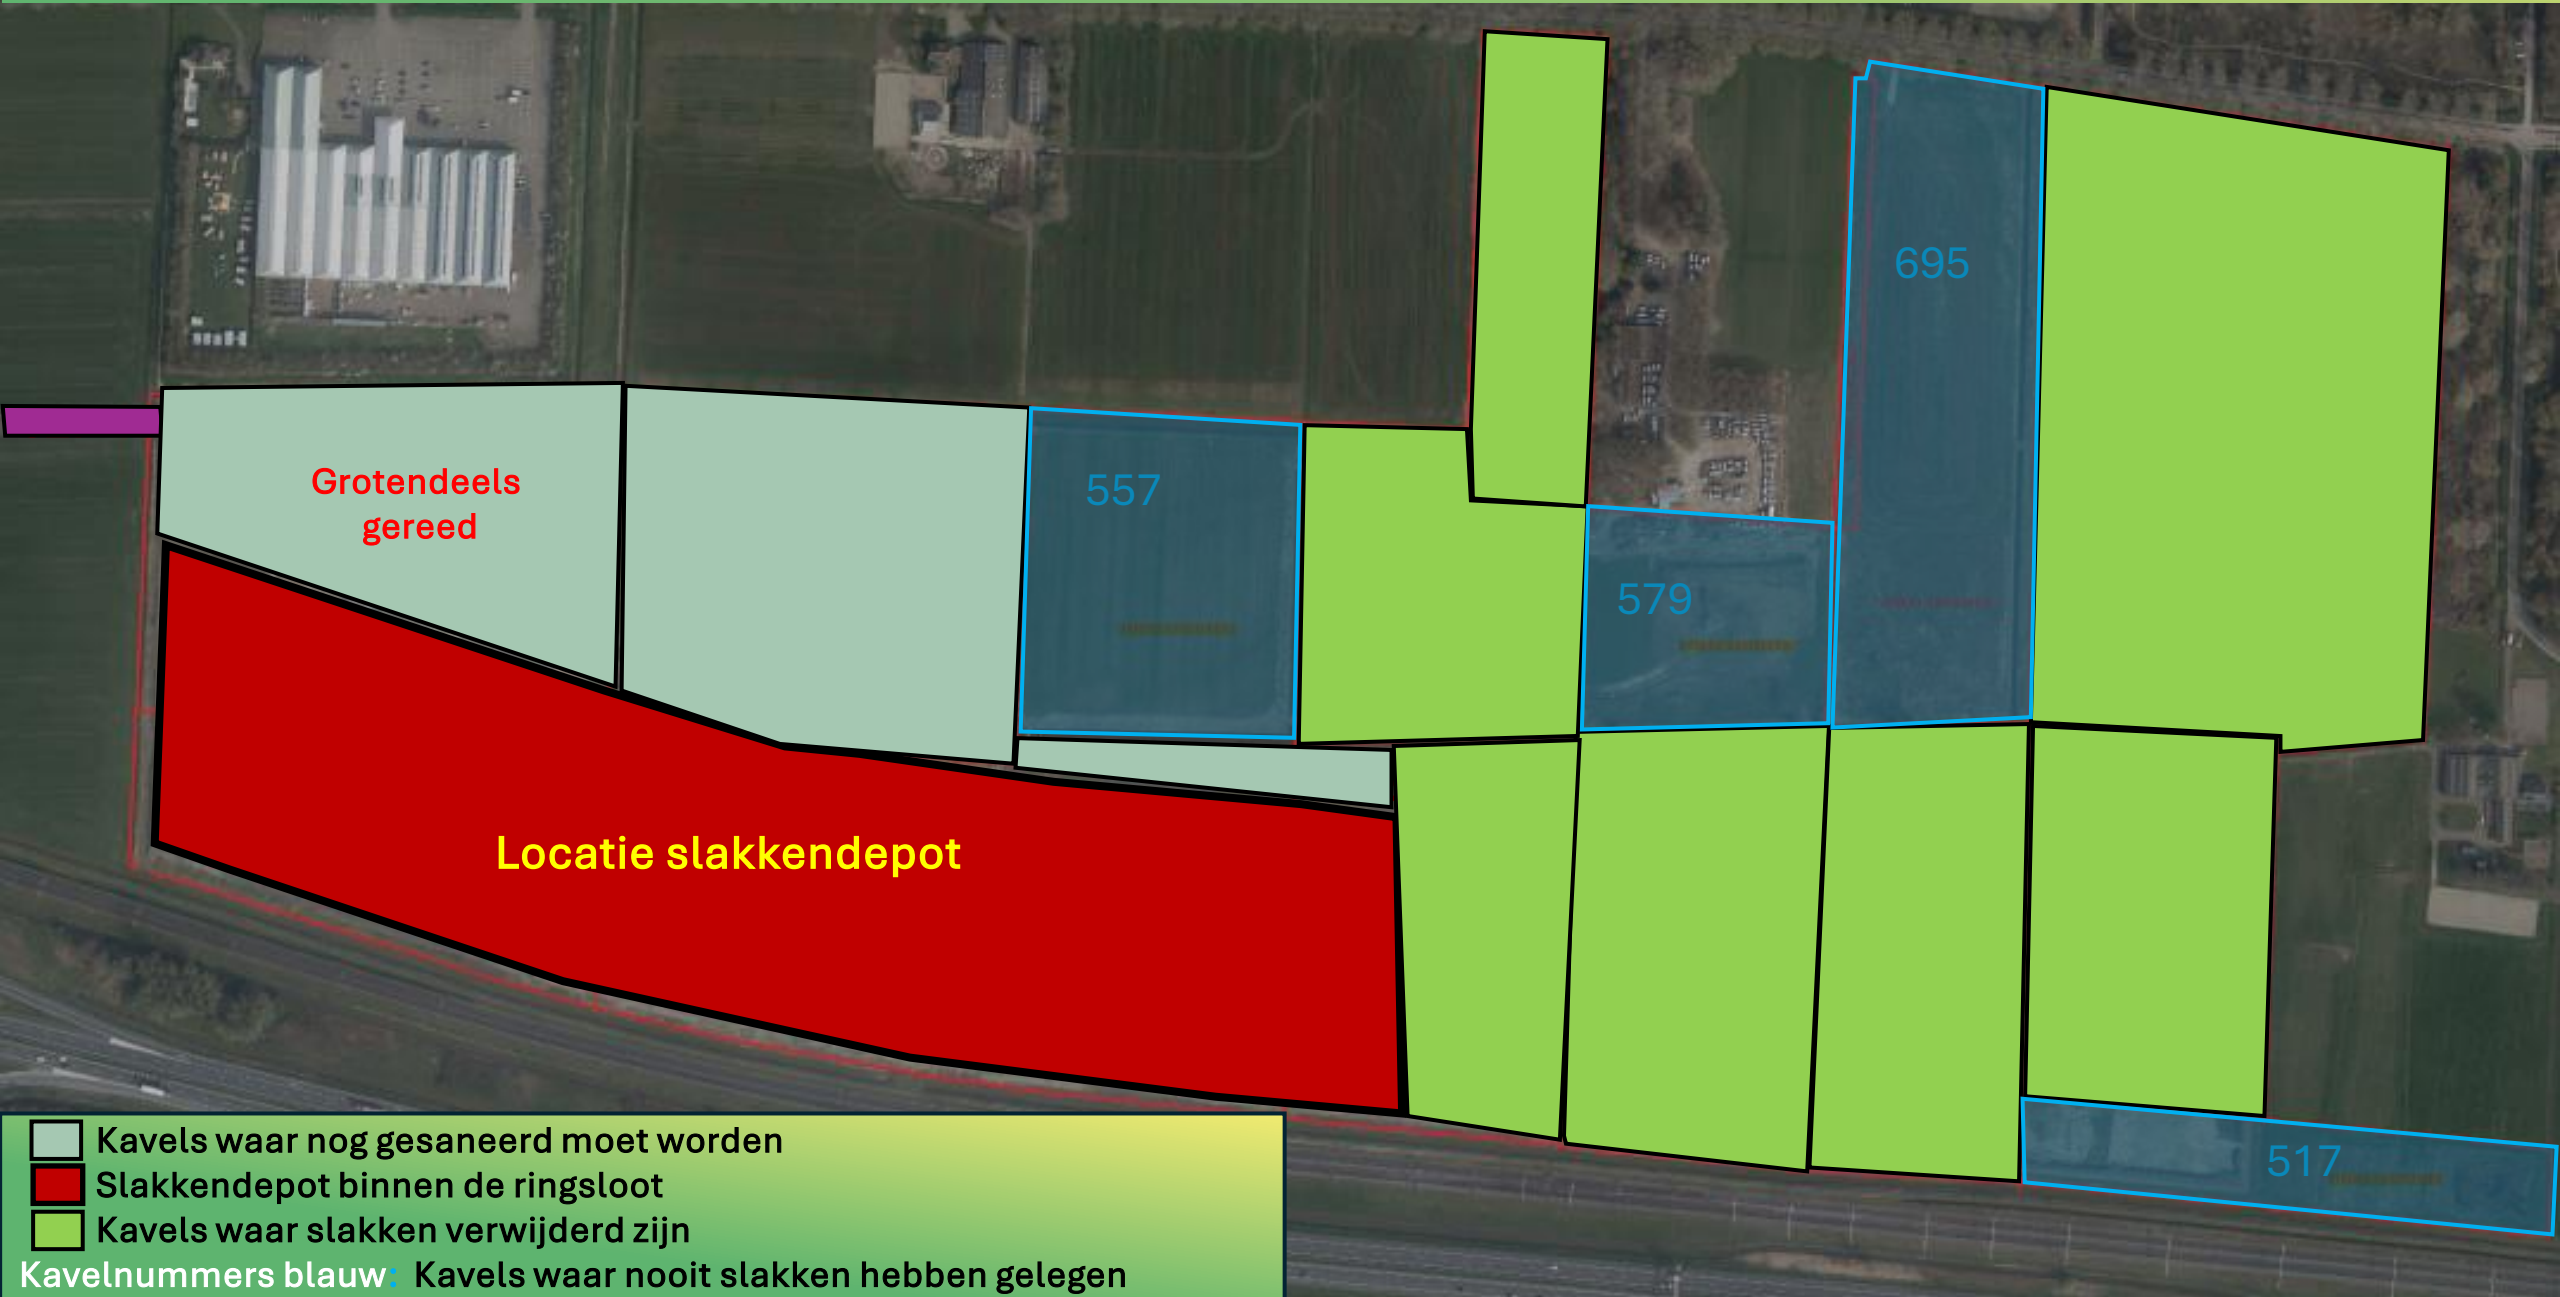 695
Grotendeels
gereed
557
579
Locatie slakkendepot
517
Kavels waar nog gesaneerd moet worden
Slakkendepot binnen de ringsloot
Kavels waar slakken verwijderd zijn
Kavelnummers blauw: Kavels waar nooit slakken hebben gelegen